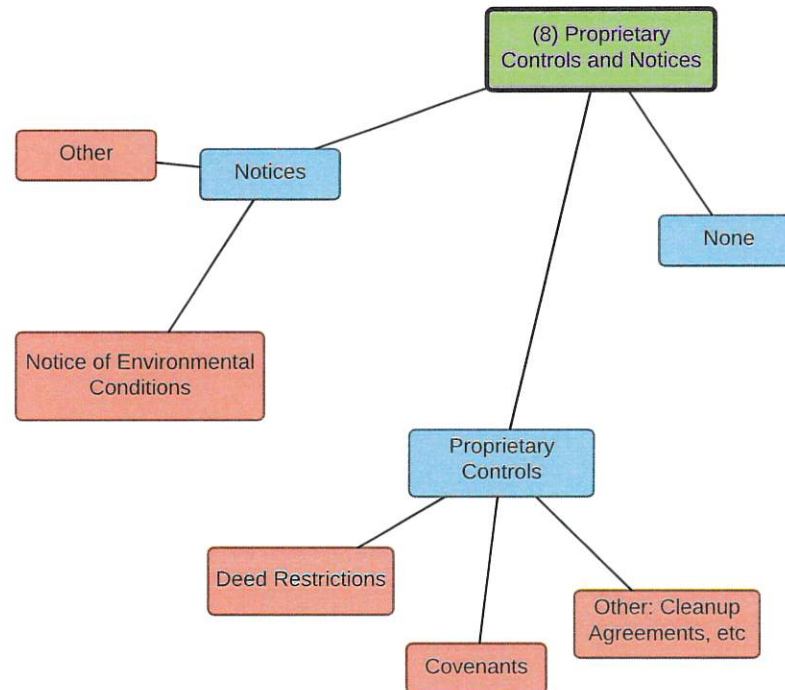 (8) Proprietary
Controls and Notices
Other
Notices
None
Notice of Environmental
Conditions
Proprietary
Controls
Deed Restrictions
Other: Cleanup
Agreements, etc
Covenants